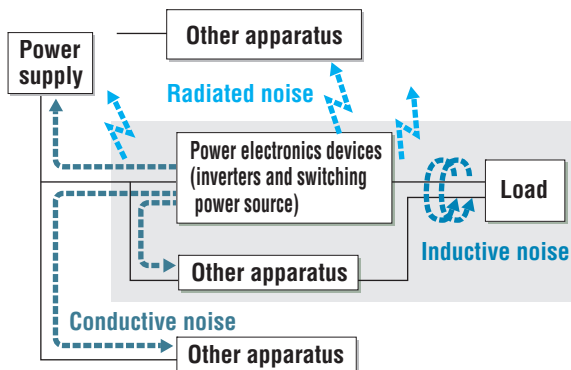 Other apparatus
Power
supply
Radiated noise
Power electronics devices
(inverters and switching
power source)
Load
Inductive noise
Other apparatus
Conductive noise
Other apparatus